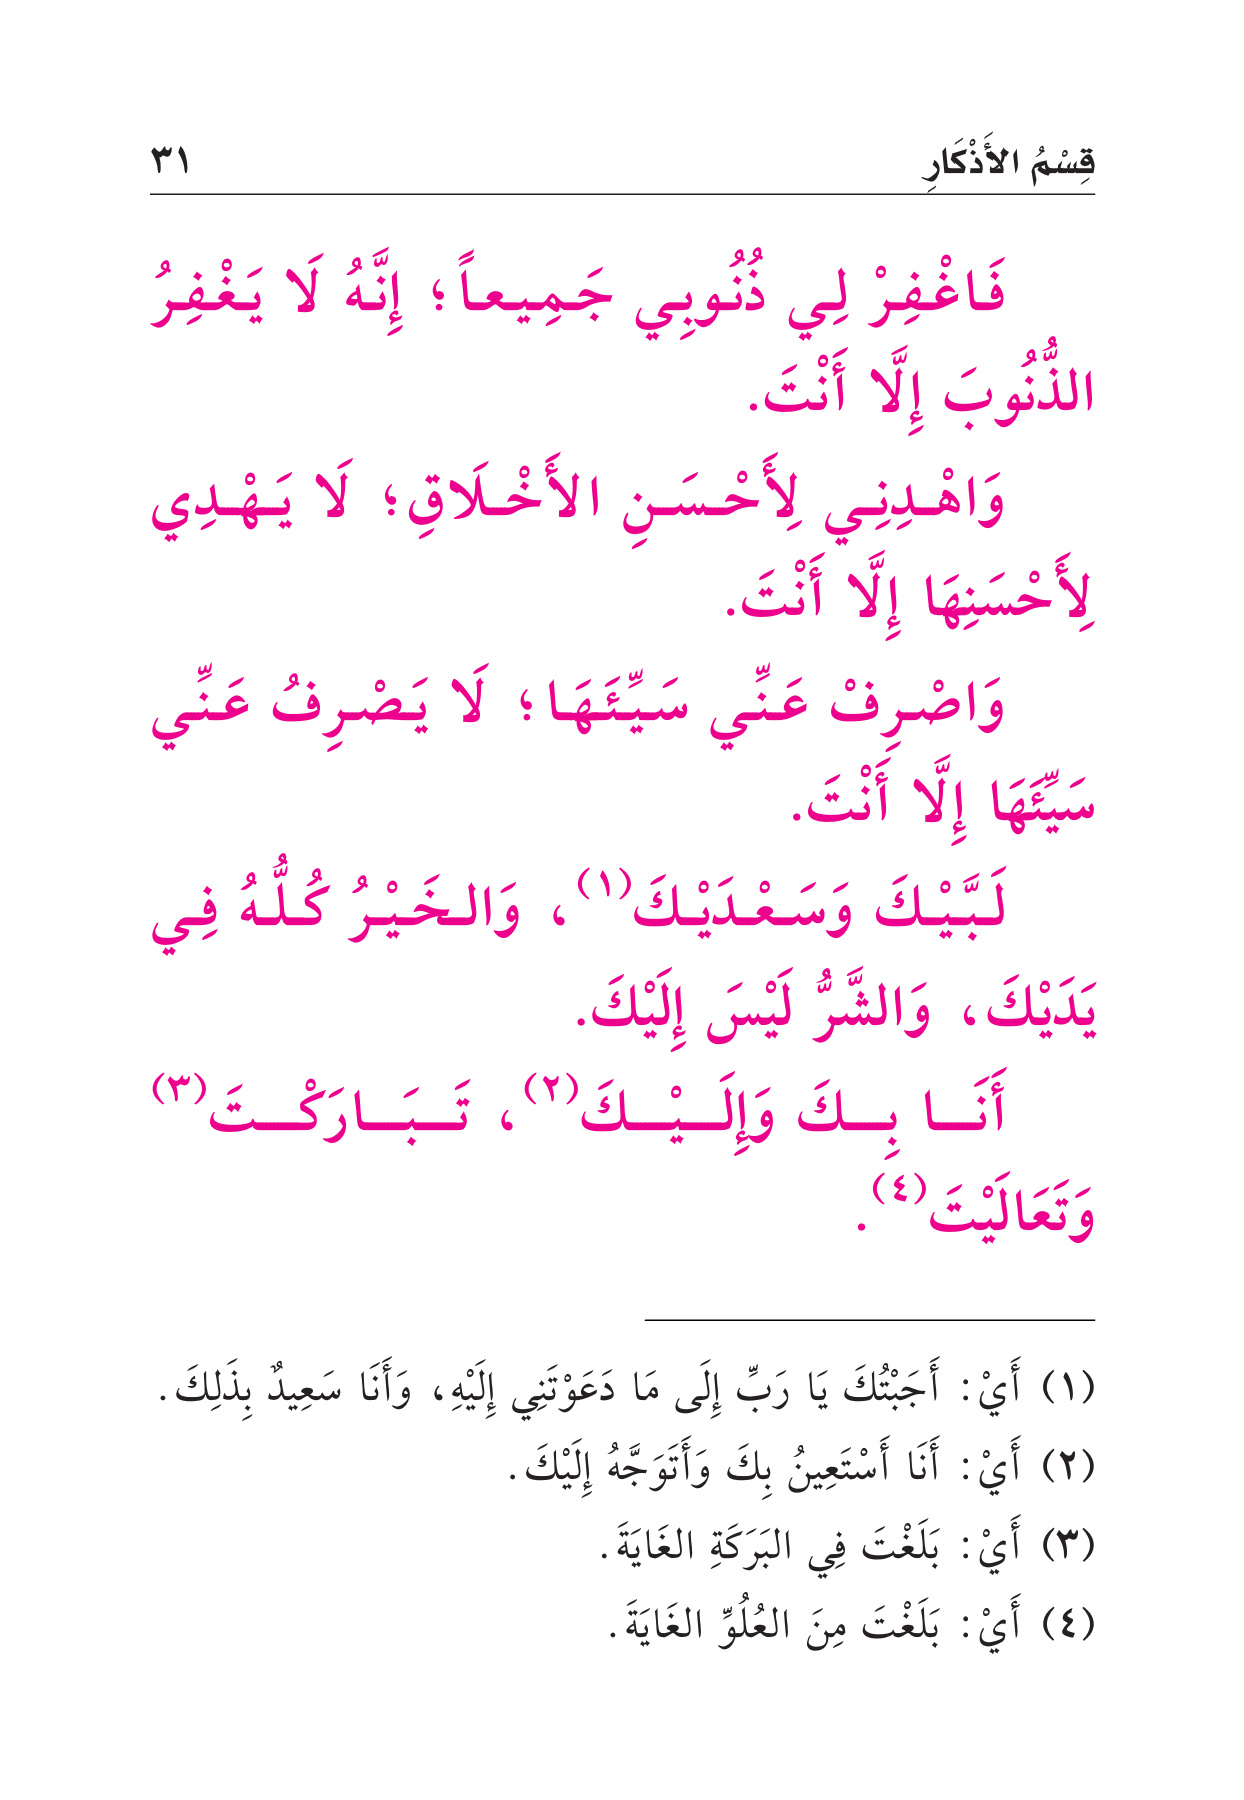 قِسْمُ الأَذْكَارِ ٣١
فَاغْفِرْ لِي ذُنُوبِي جَمِيعاً؛ إِنَّهُ لَا يَغْفِرُ
الذُّنُوبَ إِلَّا أَنْتَ.
وَاهْدِنِي لِأَحْسَنِ الأَخْلَاقِ؛ لَا يَهْدِي
لِأَحْسَنِهَا إِلَّا أَنْتَ.
وَاصْرِفْ عَنِّي سَيِّئَهَا؛ لَا يَصْرِفُ عَنِّي
سَيِّئَهَا إِلَّا أَنْتَ.
لَبَّيْكَ وَسَعْدَيْكَ(١)، وَالخَيْرُ كُلُّهُ فِي
يَدَيْكَ، وَالشَّرُّ لَيْسَ إِلَيْكَ.
أَنَا بِكَ وَإِلَيْكَ(٢)، تَبَارَكْتَ(٣)
وَتَعَالَيْتَ(٤).
(١) أَيْ: أَجَبْتُكَ يَا رَبِّ إِلَى مَا دَعَوْتَنِي إِلَيْهِ، وَأَنَا سَعِيدٌ بِذَلِكَ.
(٢) أَيْ: أَنَا أَسْتَعِينُ بِكَ وَأَتَوَجَّهُ إِلَيْكَ.
(٣) أَيْ: بَلَغْتَ فِي البَرَكَةِ الغَايَةَ.
(٤) أَيْ: بَلَغْتَ مِنَ العُلُوِّ الغَايَةَ.